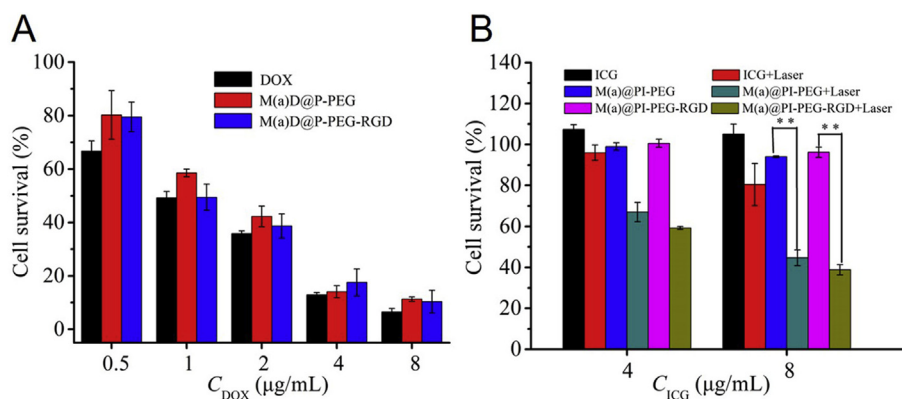 A
100
80
60
40
20
0
Cell survival (%)
DOX
M(a)D@P-PEG
M(a)D@P-PEG-RGD
0.5 1 2 4 8
C_DOX (μg/mL)
B
140
120
100
80
60
40
20
0
Cell survival (%)
ICG ICG+Laser
M(a)@PI-PEG M(a)@PI-PEG+Laser
M(a)@PI-PEG-RGD M(a)@PI-PEG-RGD+Laser
** **
4 8
C_ICG (μg/mL)